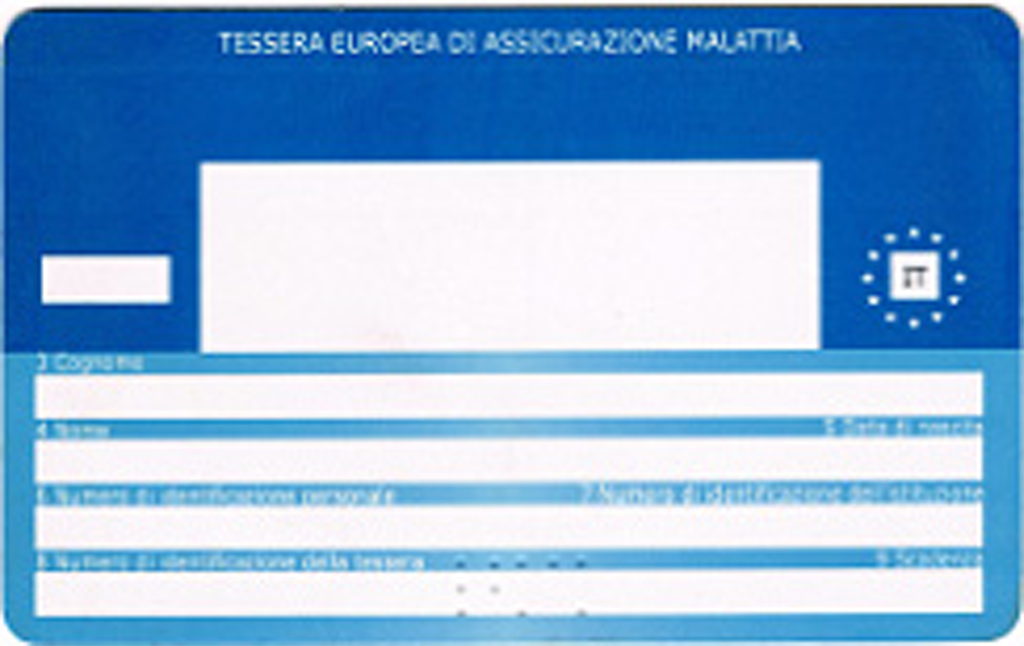 TESSERA EUROPEA DI ASSICURAZIONE MALATTIA
IT
3 Cognome
4 Nome 5 Data di nascita
6 Numero di identificazione personale 7 Numero di identificazione dell'istituzione
8 Numero di identificazione della tessera 9 Scadenza